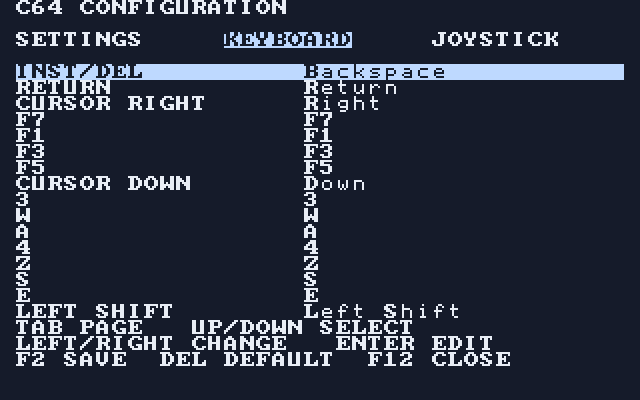 C64 CONFIGURATION
SETTINGS KEYBOARD JOYSTICK
INST/DEL Backspace
RETURN Return
CURSOR RIGHT Right
F7 F7
F1 F1
F3 F3
F5 F5
CURSOR DOWN Down
3 3
W W
A A
4 4
Z Z
S S
E E
LEFT SHIFT Left Shift
TAB PAGE UP/DOWN SELECT
LEFT/RIGHT CHANGE ENTER EDIT
F2 SAVE DEL DEFAULT F12 CLOSE